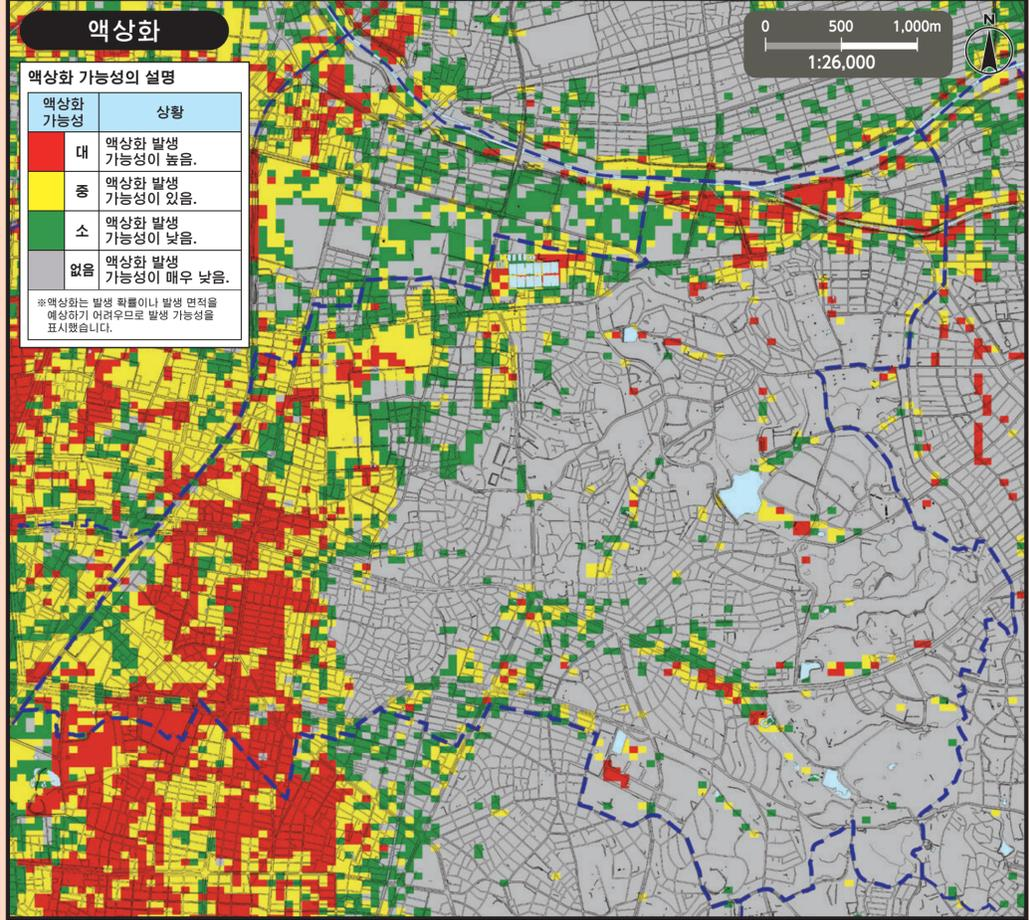 액상화
0 500 1,000m
1:26,000
N
액상화 가능성의 설명
액상화
가능성
상황
대
액상화 발생
가능성이 높음.
중
액상화 발생
가능성이 있음.
소
액상화 발생
가능성이 낮음.
없음
액상화 발생
가능성이 매우 낮음.
※액상화는 발생 확률이나 발생 면적을
예상하기 어려우므로 발생 가능성을
표시했습니다.